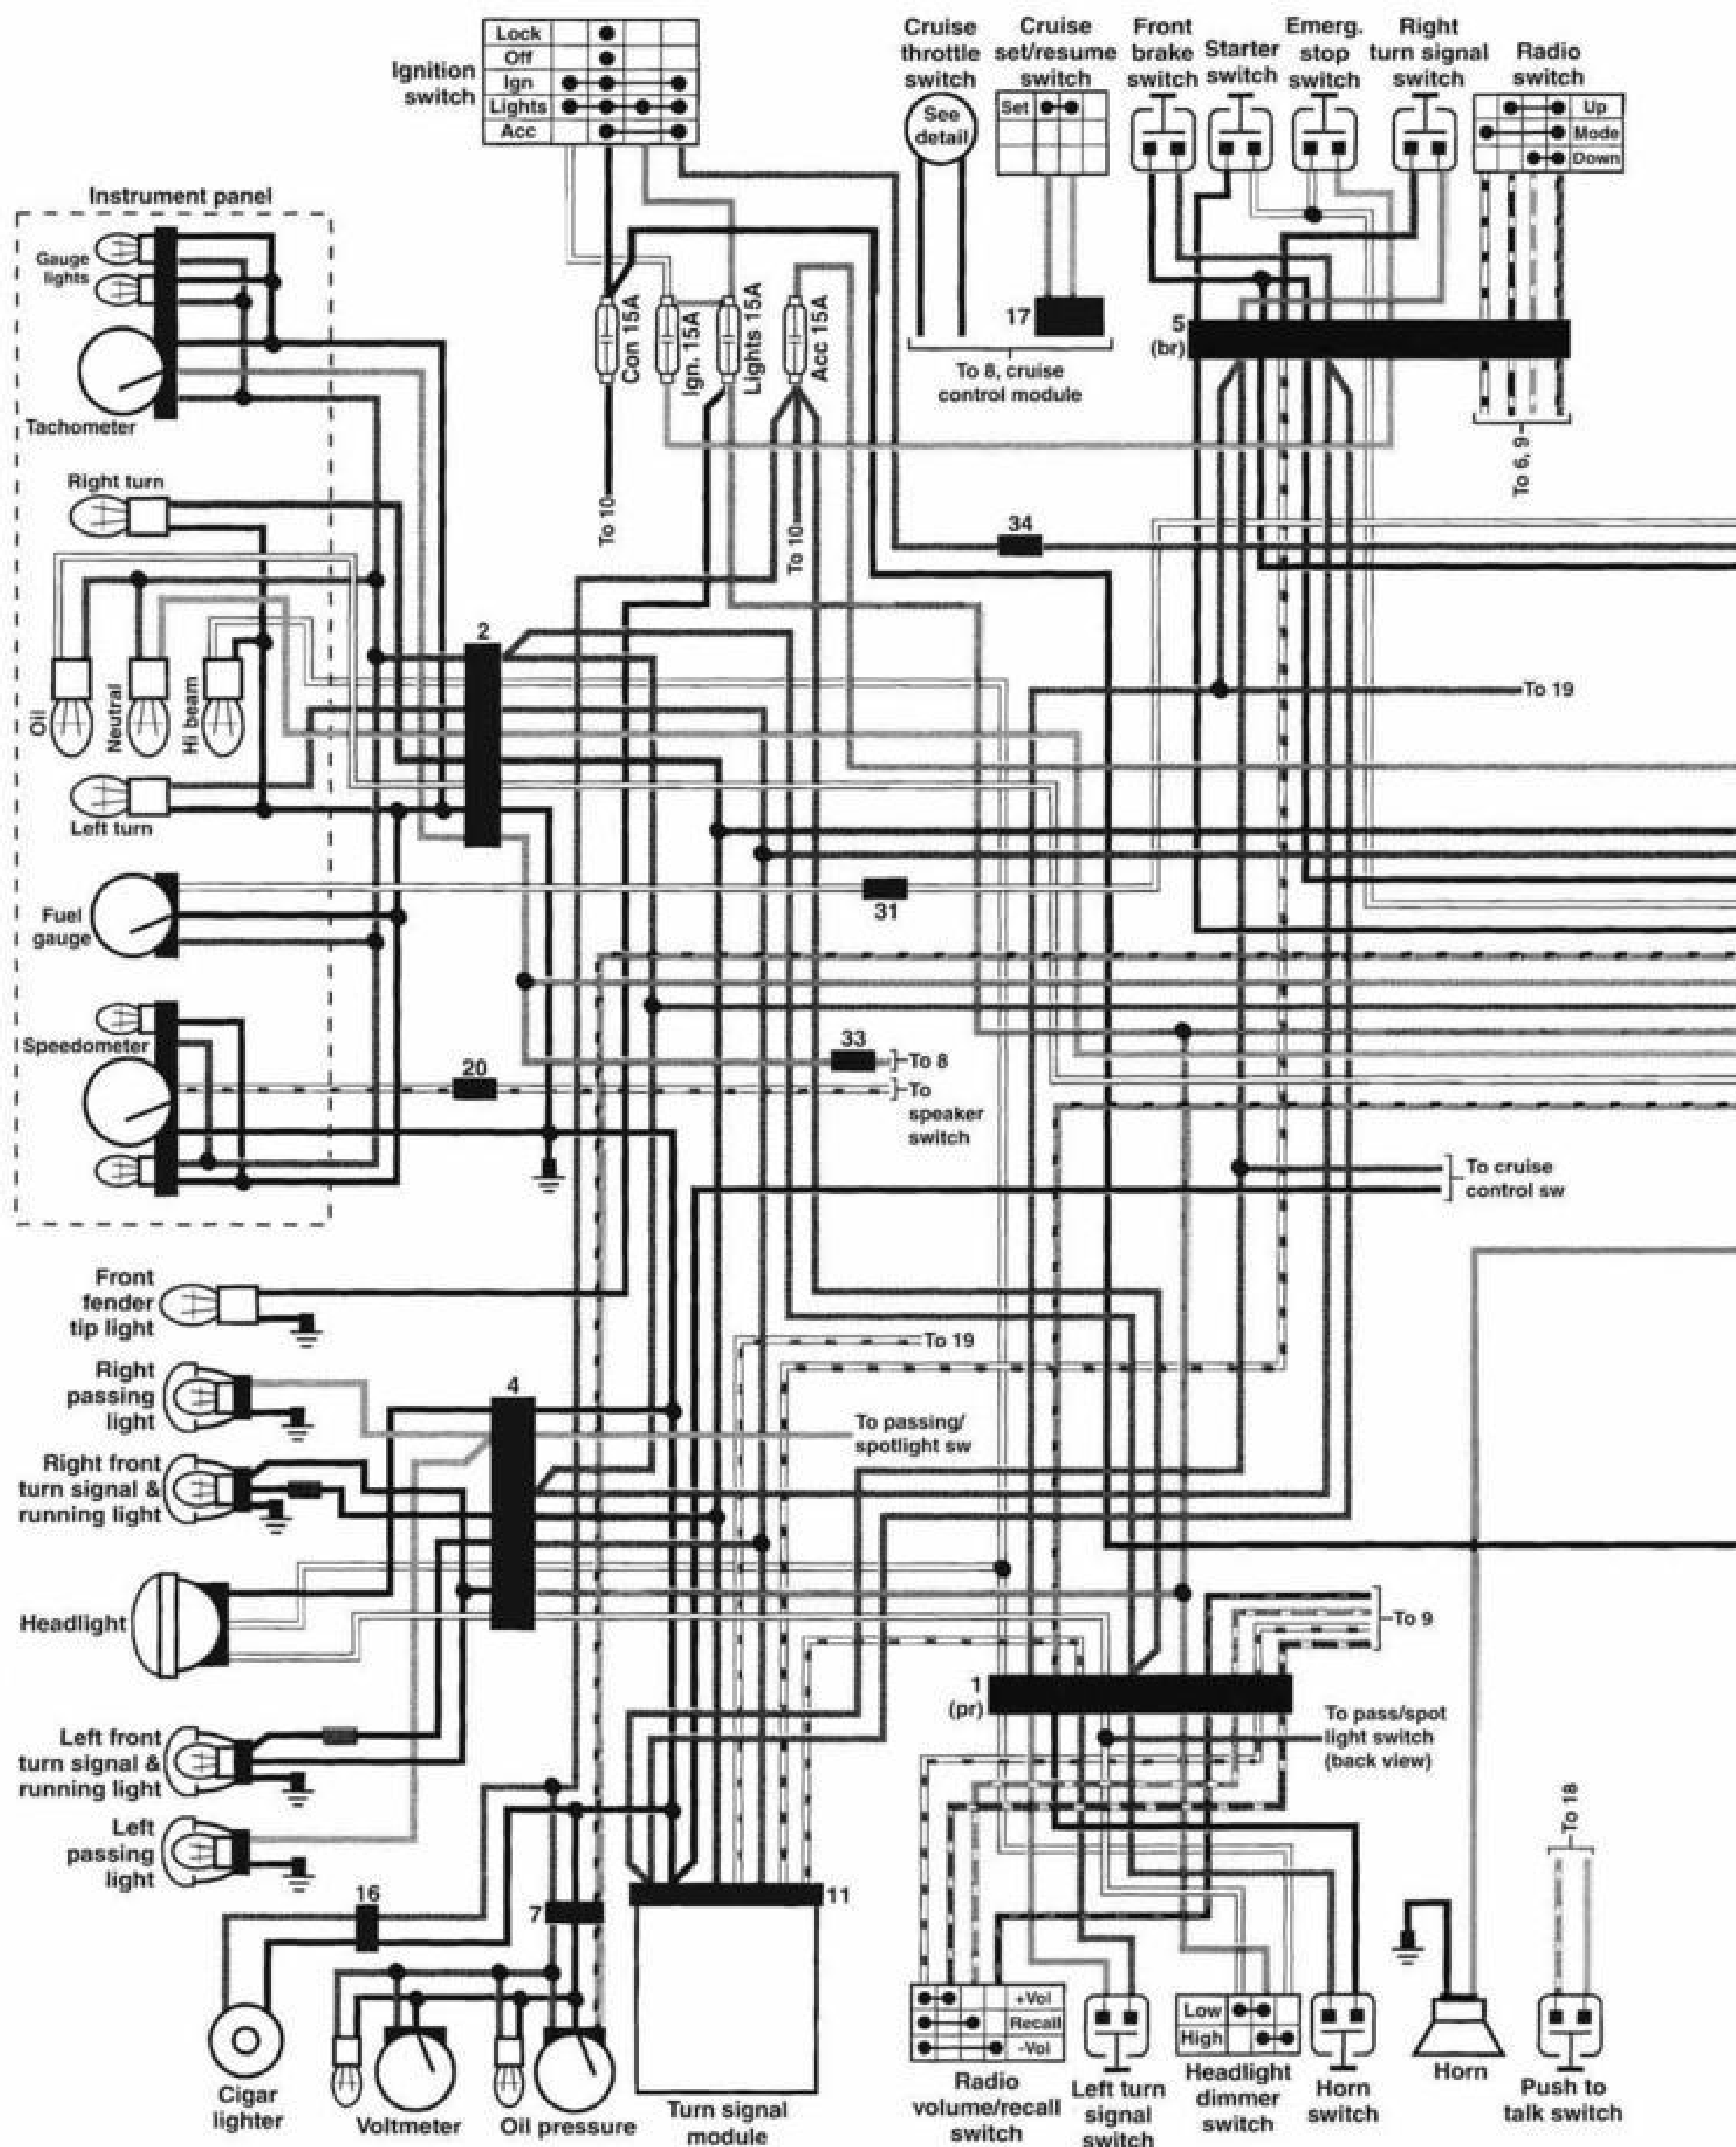 Ignition
switch
Lock
Off
Ign
Lights
Acc
Cruise
throttle
switch
See
detail
Cruise
set/resume
switch
Set
Front
brake
switch
Starter
switch
Emerg.
stop
switch
Right
turn signal
switch
Radio
switch
Up
Mode
Down
Instrument panel
Gauge
lights
Tachometer
Con 15A
Ign. 15A
Lights 15A
Acc 15A
17
To 8, cruise
control module
5
(br)
To 6, 9
To 10
To 10
34
Right turn
2
To 19
Oil
Neutral
Hi beam
Left turn
Fuel
gauge
31
Speedometer
20
33
To 8
To
speaker
switch
To cruise
control sw
Front
fender
tip light
To 19
Right
passing
light
4
To passing/
spotlight sw
Right front
turn signal &
running light
Headlight
To 9
1
(pr)
To pass/spot
light switch
(back view)
Left front
turn signal &
running light
To 18
Left
passing
light
16
7
11
Cigar
lighter
Voltmeter
Oil pressure
Turn signal
module
+Vol
Recall
-Vol
Radio
volume/recall
switch
Left turn
signal
switch
Low
High
Headlight
dimmer
switch
Horn
switch
Horn
Push to
talk switch